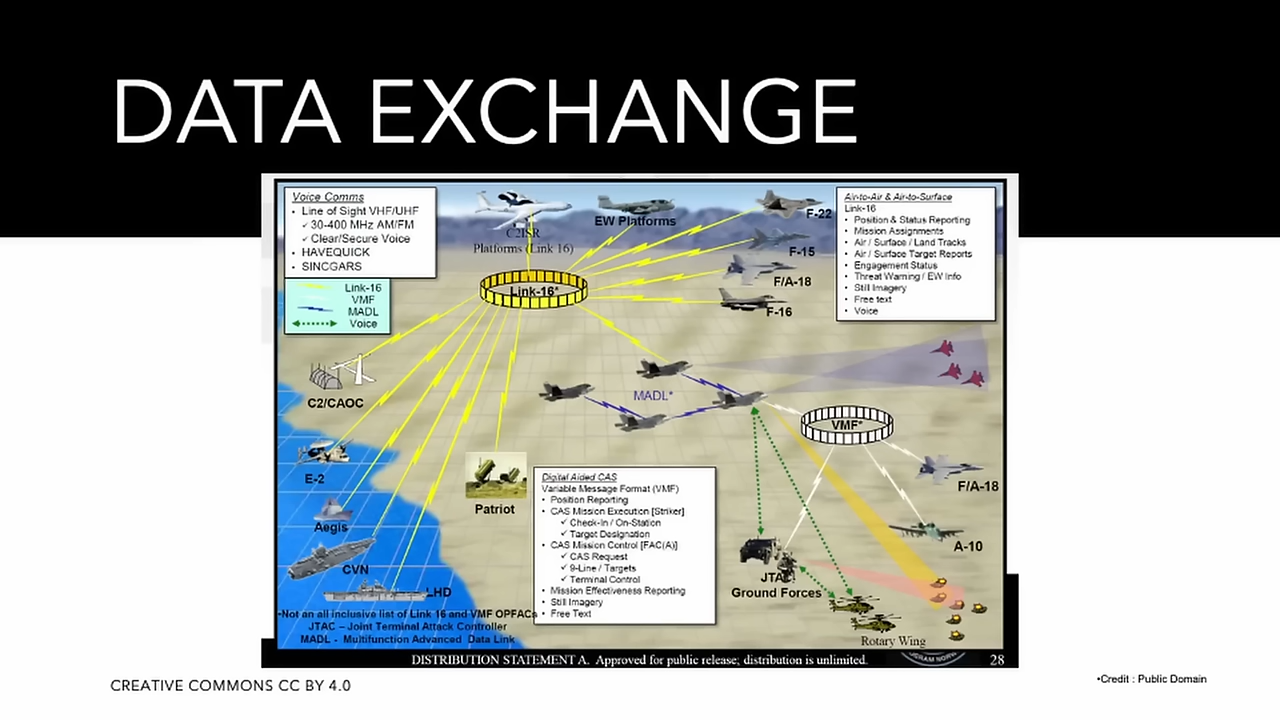 DATA EXCHANGE
Voice Comms
• Line of Sight VHF/UHF
✓ 30-400 MHz AM/FM
✓ Clear/Secure Voice
• HAVEQUICK
• SINCGARS
Link-16
VMF
MADL
Voice
C2ISR
Platforms (Link 16)
EW Platforms
F-22
F-15
F/A-18
F-16
Link-16*
Air-to-Air & Air-to-Surface
Link-16
• Position & Status Reporting
• Mission Assignments
• Air / Surface / Land Tracks
• Air / Surface Target Reports
• Engagement Status
• Threat Warning / EW Info
• Still Imagery
• Free text
• Voice
C2/CAOC
MADL*
VMF*
E-2
Aegis
CVN
LHD
Patriot
Digital Aided CAS
Variable Message Format (VMF)
• Position Reporting
• CAS Mission Execution [Striker]
✓ Check-In / On-Station
✓ Target Designation
• CAS Mission Control [FAC(A)]
✓ CAS Request
✓ 9-Line / Targets
✓ Terminal Control
• Mission Effectiveness Reporting
• Still Imagery
• Free Text
F/A-18
A-10
Ground Forces
Rotary Wing
•Not an all inclusive list of Link 16 and VMF OPFACs
JTAC – Joint Terminal Attack Controller
MADL - Multifunction Advanced Data Link
DISTRIBUTION STATEMENT A. Approved for public release; distribution is unlimited.
28
CREATIVE COMMONS CC BY 4.0
•Credit : Public Domain